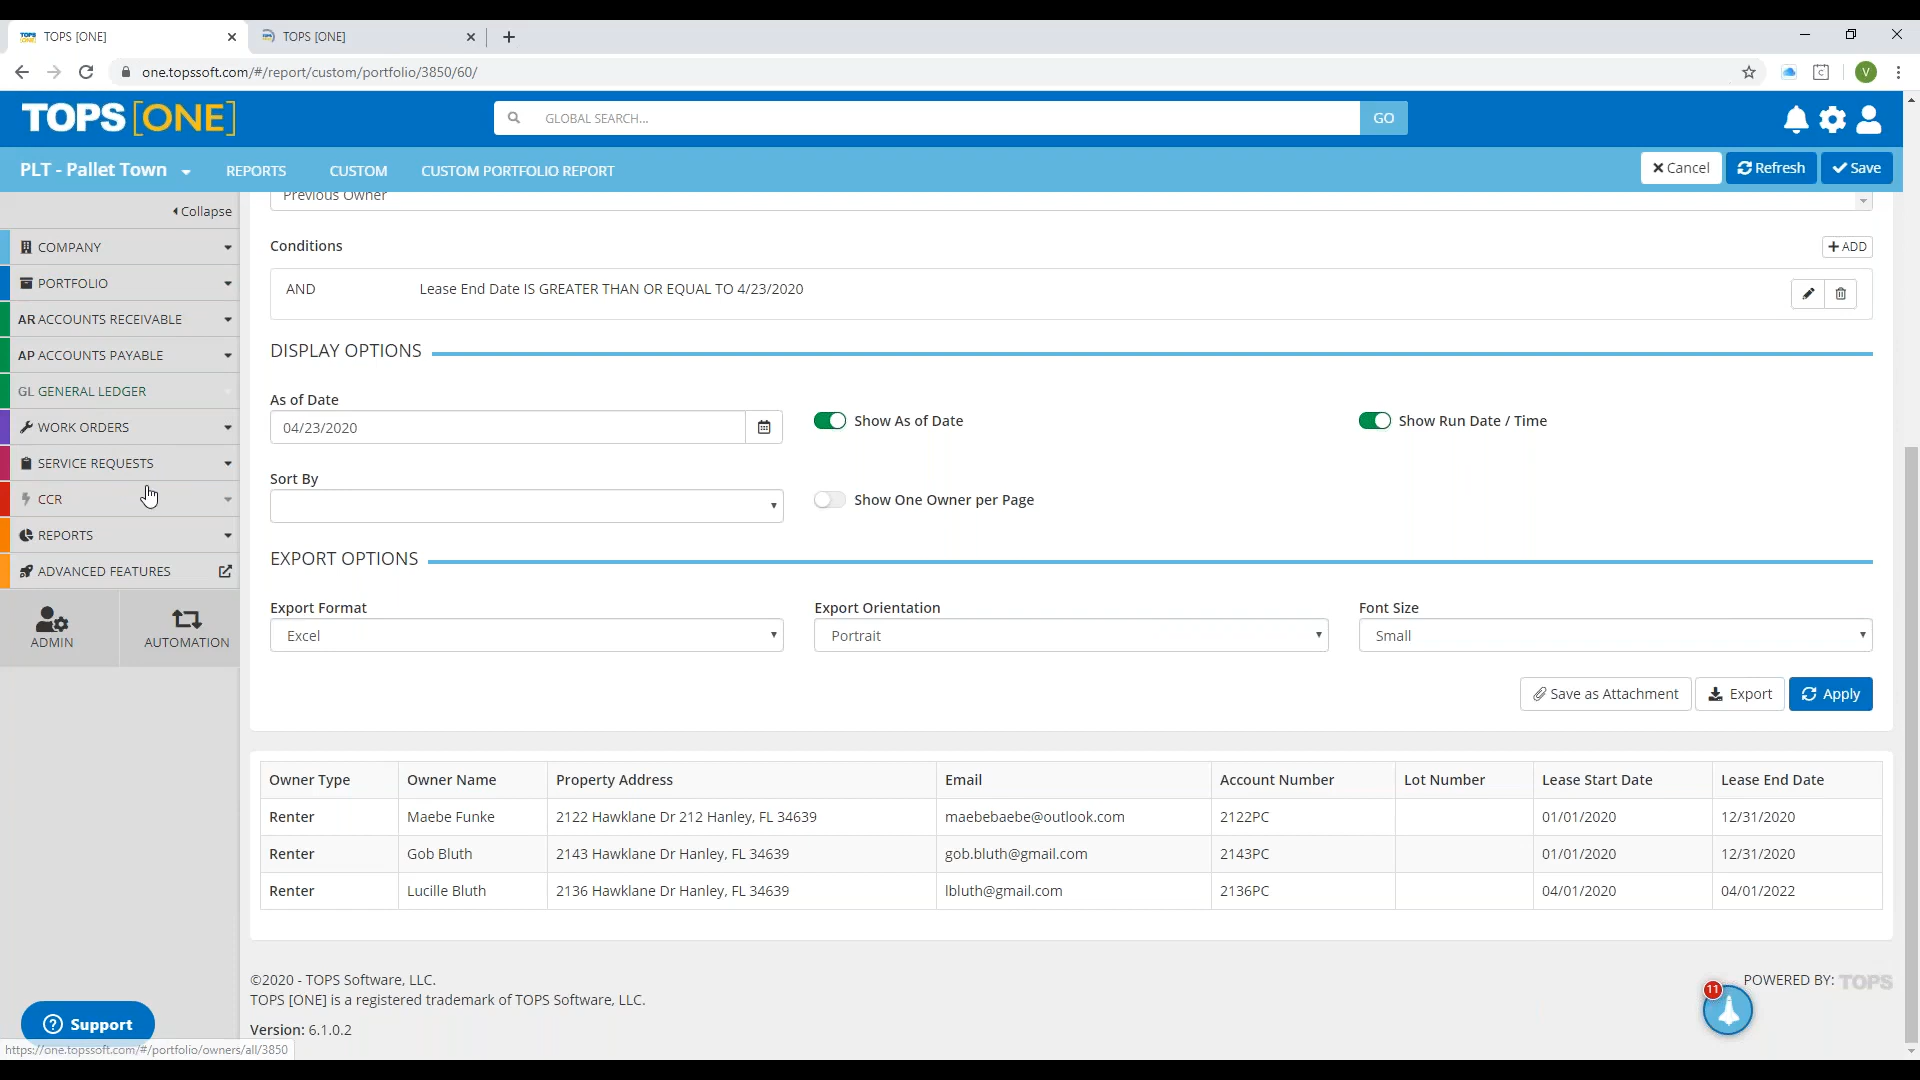 TOPS [ONE]
TOPS [ONE]
one.topssoft.com/#/report/custom/portfolio/3850/60/
V
TOPS [ONE]
GLOBAL SEARCH...
GO
PLT - Pallet Town
REPORTS
CUSTOM
CUSTOM PORTFOLIO REPORT
Cancel
Refresh
Save
Collapse
COMPANY
PORTFOLIO
AR ACCOUNTS RECEIVABLE
AP ACCOUNTS PAYABLE
GL GENERAL LEDGER
WORK ORDERS
SERVICE REQUESTS
CCR
REPORTS
ADVANCED FEATURES
ADMIN
AUTOMATION
Previous Owner
Conditions
+ ADD
AND
Lease End Date IS GREATER THAN OR EQUAL TO 4/23/2020
DISPLAY OPTIONS
As of Date
04/23/2020
Show As of Date
Show Run Date / Time
Sort By
Show One Owner per Page
EXPORT OPTIONS
Export Format
Export Orientation
Font Size
Excel
Portrait
Small
Save as Attachment
Export
Apply
Owner Type Owner Name Property Address Email Account Number Lot Number Lease Start Date Lease End Date
Renter Maebe Funke 2122 Hawklane Dr 212 Hanley, FL 34639 maebebaebe@outlook.com 2122PC 01/01/2020 12/31/2020
Renter Gob Bluth 2143 Hawklane Dr Hanley, FL 34639 gob.bluth@gmail.com 2143PC 01/01/2020 12/31/2020
Renter Lucille Bluth 2136 Hawklane Dr Hanley, FL 34639 lbluth@gmail.com 2136PC 04/01/2020 04/01/2022
©2020 - TOPS Software, LLC.
TOPS [ONE] is a registered trademark of TOPS Software, LLC.
Version: 6.1.0.2
POWERED BY: TOPS
11
Support
https://one.topssoft.com/#/portfolio/owners/all/3850